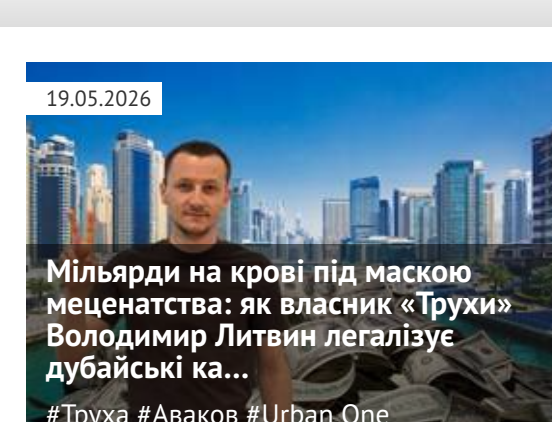 19.05.2026
Мільярди на крові під маскою
меценатства: як власник «Трухи»
Володимир Литвин легалізує
дубайські ка...
#Труха #Аваков #Urban One